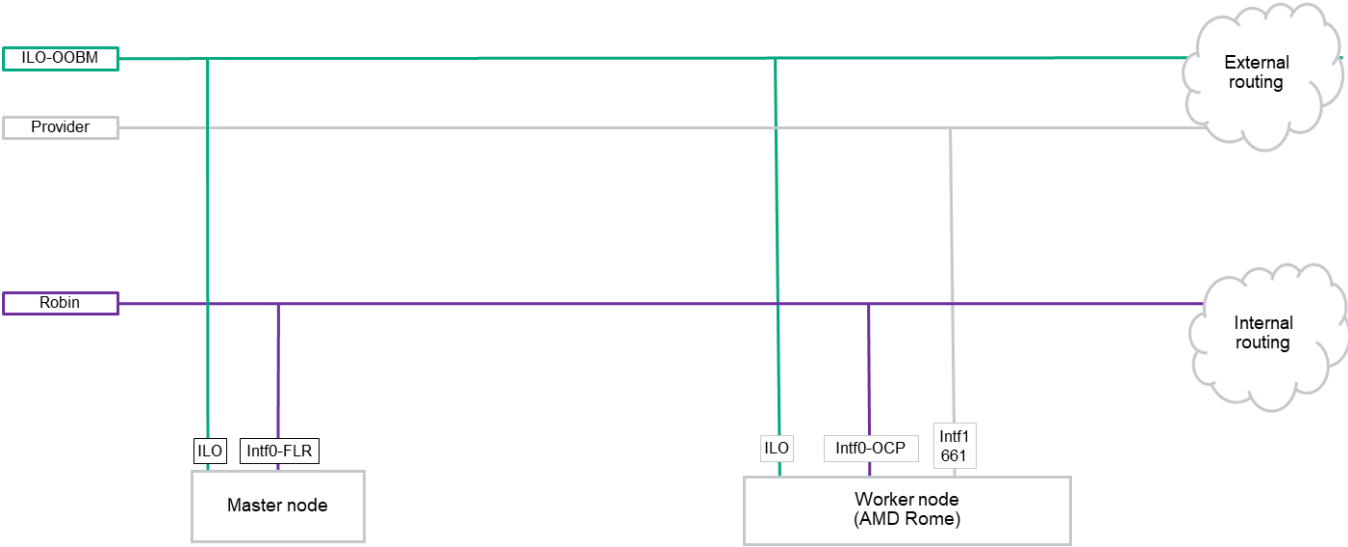 ILO-OOBM
External
routing
Provider
Robin
Internal
routing
ILO
Intf0-FLR
ILO
Intf0-OCP
Intf1
661
Master node
Worker node
(AMD Rome)